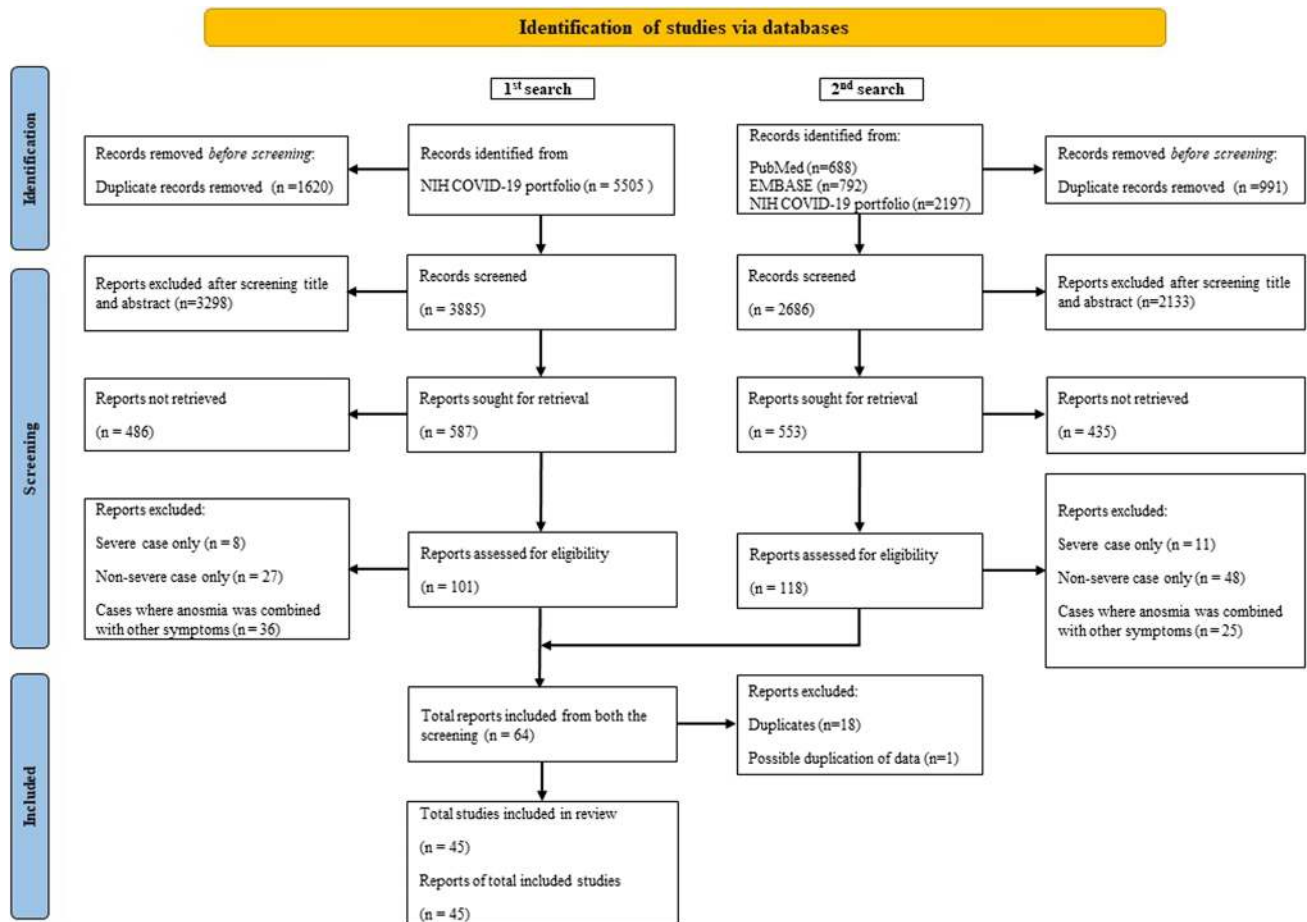 Identification of studies via databases
Identification
1st search
2nd search
Records removed before screening:
Duplicate records removed (n =1620)
Records identified from
NIH COVID-19 portfolio (n = 5505 )
Records identified from:
PubMed (n=688)
EMBASE (n=792)
NIH COVID-19 portfolio (n=2197)
Records removed before screening:
Duplicate records removed (n =991)
Screening
Reports excluded after screening title
and abstract (n=3298)
Records screened
(n = 3885)
Records screened
(n = 2686)
Reports excluded after screening title
and abstract (n=2133)
Reports not retrieved
(n = 486)
Reports sought for retrieval
(n = 587)
Reports sought for retrieval
(n = 553)
Reports not retrieved
(n = 435)
Reports excluded:
Severe case only (n = 8)
Non-severe case only (n = 27)
Cases where anosmia was combined
with other symptoms (n = 36)
Reports assessed for eligibility
(n = 101)
Reports assessed for eligibility
(n = 118)
Reports excluded:
Severe case only (n = 11)
Non-severe case only (n = 48)
Cases where anosmia was combined
with other symptoms (n = 25)
Included
Total reports included from both the
screening (n = 64)
Reports excluded:
Duplicates (n=18)
Possible duplication of data (n=1)
Total studies included in review
(n = 45)
Reports of total included studies
(n = 45)